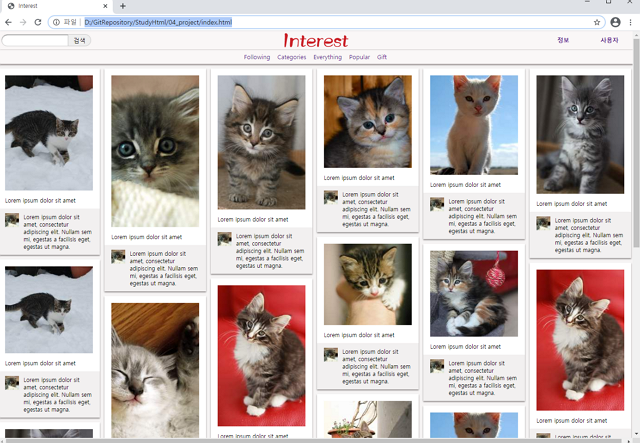 Interest
파일
D:/GitRepository/StudyHtml/04_project/index.html
검색
Interest
정보
사용자
Following
Categories
Everything
Popular
Gift
Lorem ipsum dolor sit amet
Lorem ipsum dolor sit amet, consectetur adipiscing elit. Nullam sem mi, egestas a facilisis eget, egestas ut magna.
Lorem ipsum dolor sit amet
Lorem ipsum dolor sit amet, consectetur adipiscing elit. Nullam sem mi, egestas a facilisis eget, egestas ut magna.
Lorem ipsum dolor sit amet
Lorem ipsum dolor sit amet, consectetur adipiscing elit. Nullam sem mi, egestas a facilisis eget, egestas ut magna.
Lorem ipsum dolor sit amet
Lorem ipsum dolor sit amet, consectetur adipiscing elit. Nullam sem mi, egestas a facilisis eget, egestas ut magna.
Lorem ipsum dolor sit amet
Lorem ipsum dolor sit amet, consectetur adipiscing elit. Nullam sem mi, egestas a facilisis eget, egestas ut magna.
Lorem ipsum dolor sit amet
Lorem ipsum dolor sit amet, consectetur adipiscing elit. Nullam sem mi, egestas a facilisis eget, egestas ut magna.
Lorem ipsum dolor sit amet
Lorem ipsum dolor sit amet, consectetur adipiscing elit. Nullam sem mi, egestas a facilisis eget, egestas ut magna.
Lorem ipsum dolor sit amet
Lorem ipsum dolor sit amet, consectetur adipiscing elit. Nullam sem mi, egestas a facilisis eget, egestas ut magna.
Lorem ipsum dolor sit amet
Lorem ipsum dolor sit amet, consectetur adipiscing elit. Nullam sem mi, egestas a facilisis eget, egestas ut magna.
Lorem ipsum dolor sit amet
Lorem ipsum dolor sit amet